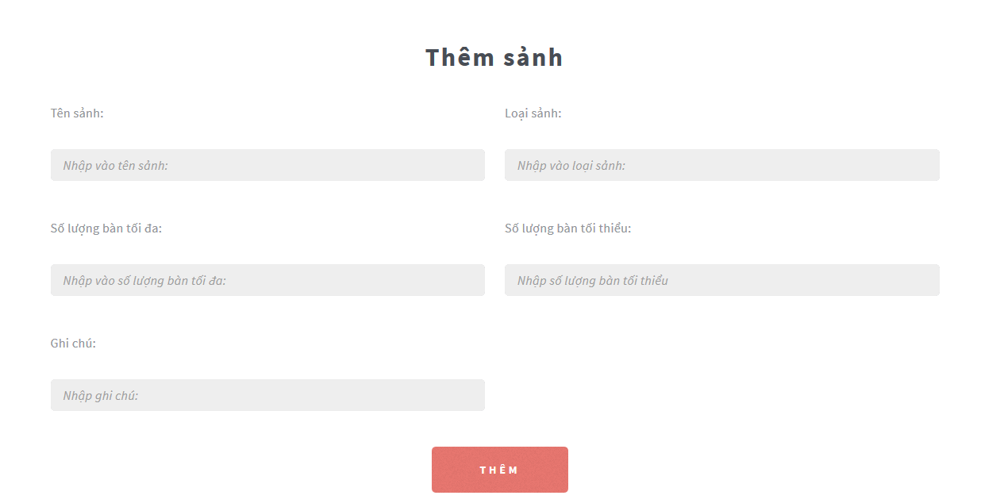 Thêm sảnh
Tên sảnh:
Loại sảnh:
Nhập vào tên sảnh:
Nhập vào loại sảnh:
Số lượng bàn tối đa:
Số lượng bàn tối thiểu:
Nhập vào số lượng bàn tối đa:
Nhập số lượng bàn tối thiểu
Ghi chú:
Nhập ghi chú:
THÊM